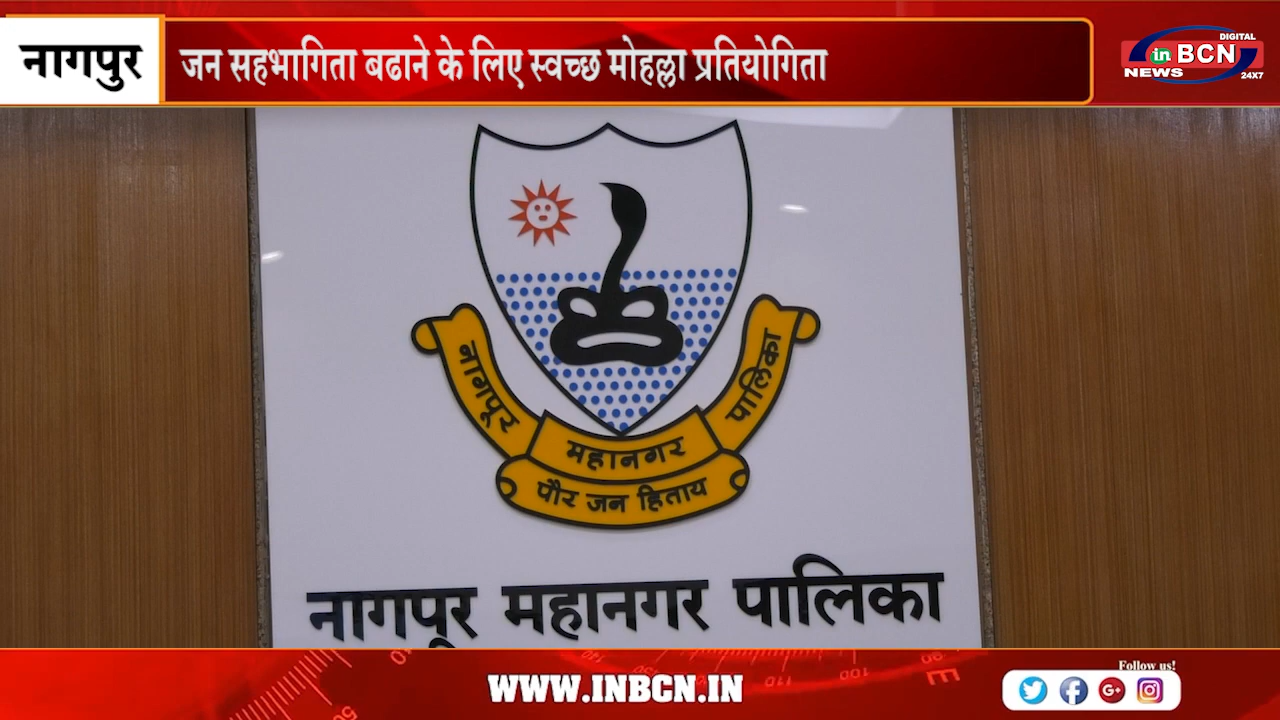 नागपुर
जन सहभागिता बढाने के लिए स्वच्छ मोहल्ला प्रतियोगिता
DIGITAL
in BCN
NEWS 24X7
नागपूर महानगर पालिका
पौर जन हिताय
नागपूर महानगर पालिका
WWW.INBCN.IN
Follow us!